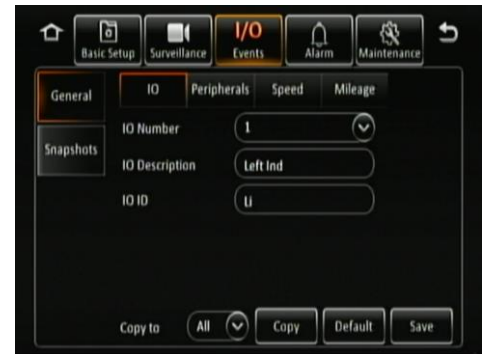 I/O
Basic Setup Surveillance Events Alarm Maintenance
General IO Peripherals Speed Mileage
IO Number 1
Snapshots
IO Description Left Ind
IO ID Li
Copy to All Copy Default Save